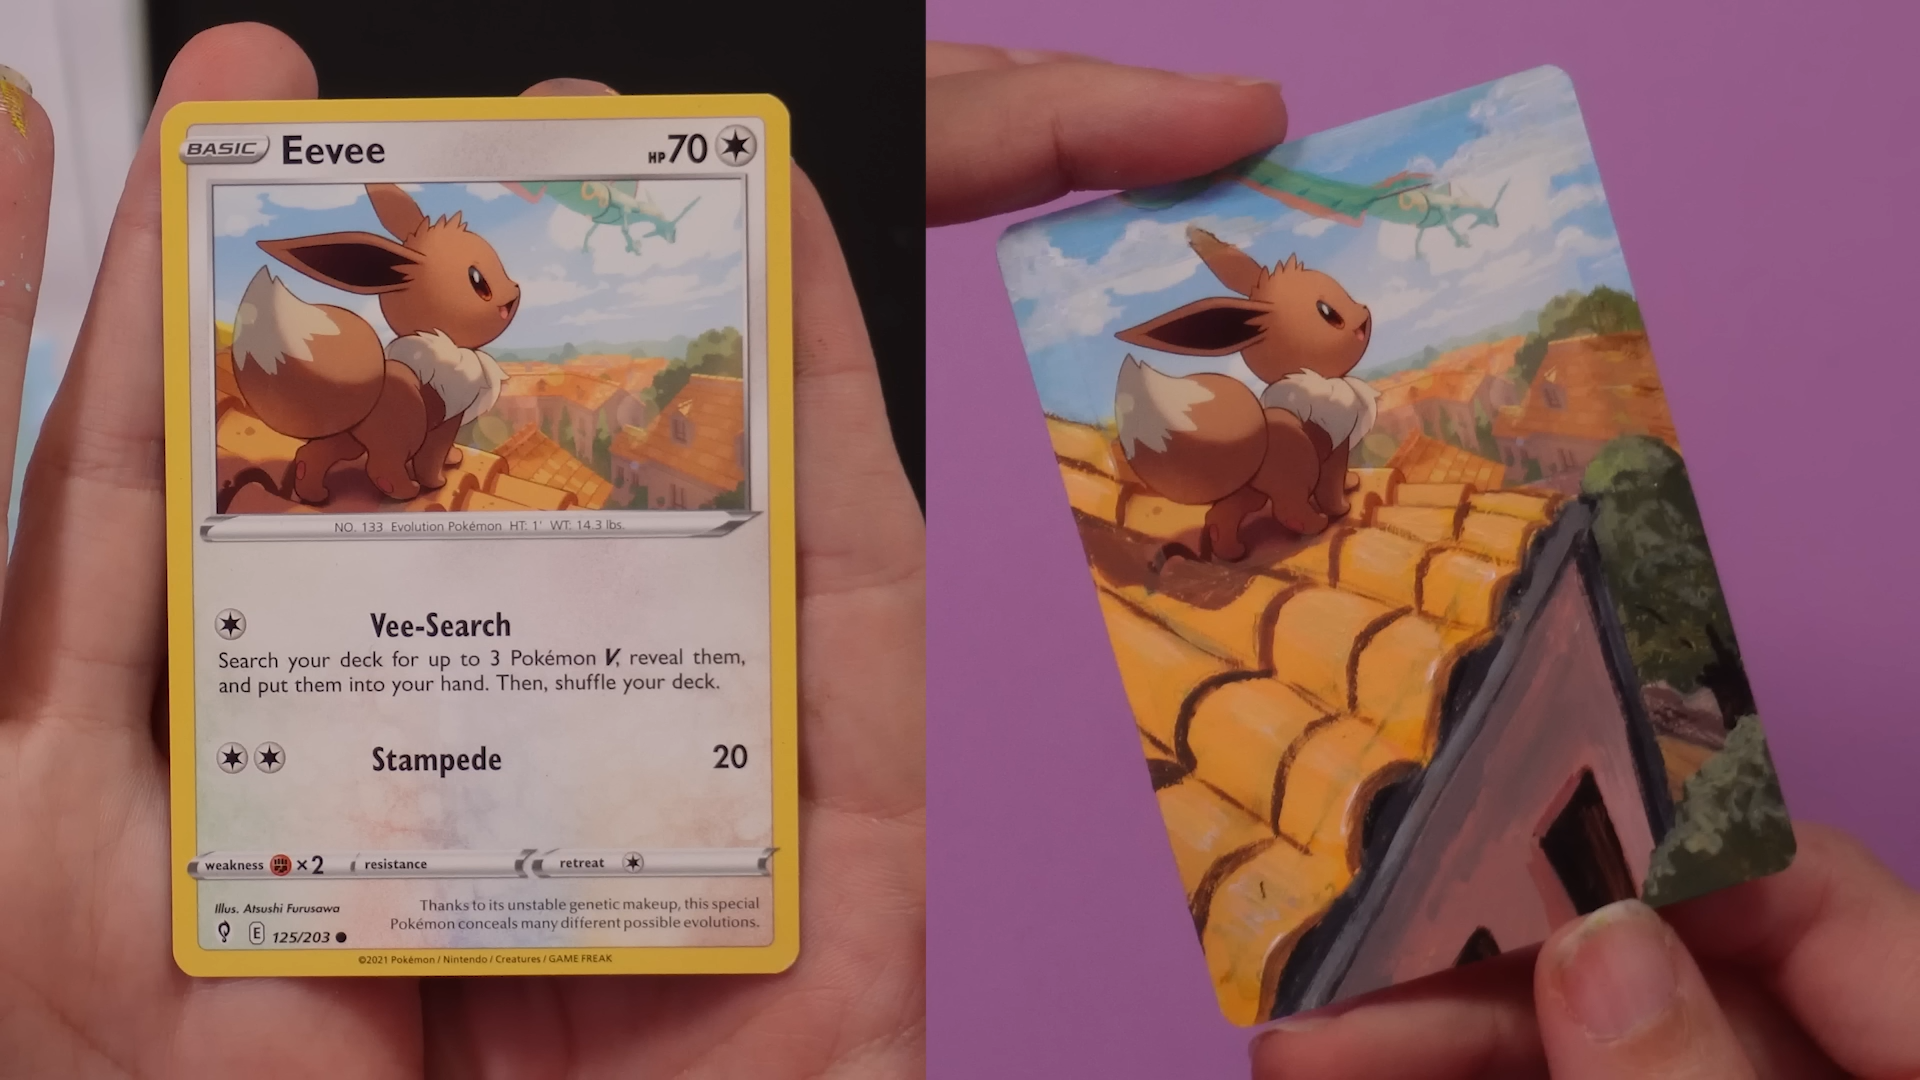 BASIC Eevee HP70
NO. 133 Evolution Pokémon HT: 1' WT: 14.3 lbs.
Vee-Search
Search your deck for up to 3 Pokémon V, reveal them,
and put them into your hand. Then, shuffle your deck.
Stampede 20
weakness ×2 resistance retreat
Illus. Atsushi Furusawa
Thanks to its unstable genetic makeup, this special
Pokémon conceals many different possible evolutions.
E 125/203
©2021 Pokémon / Nintendo / Creatures / GAME FREAK